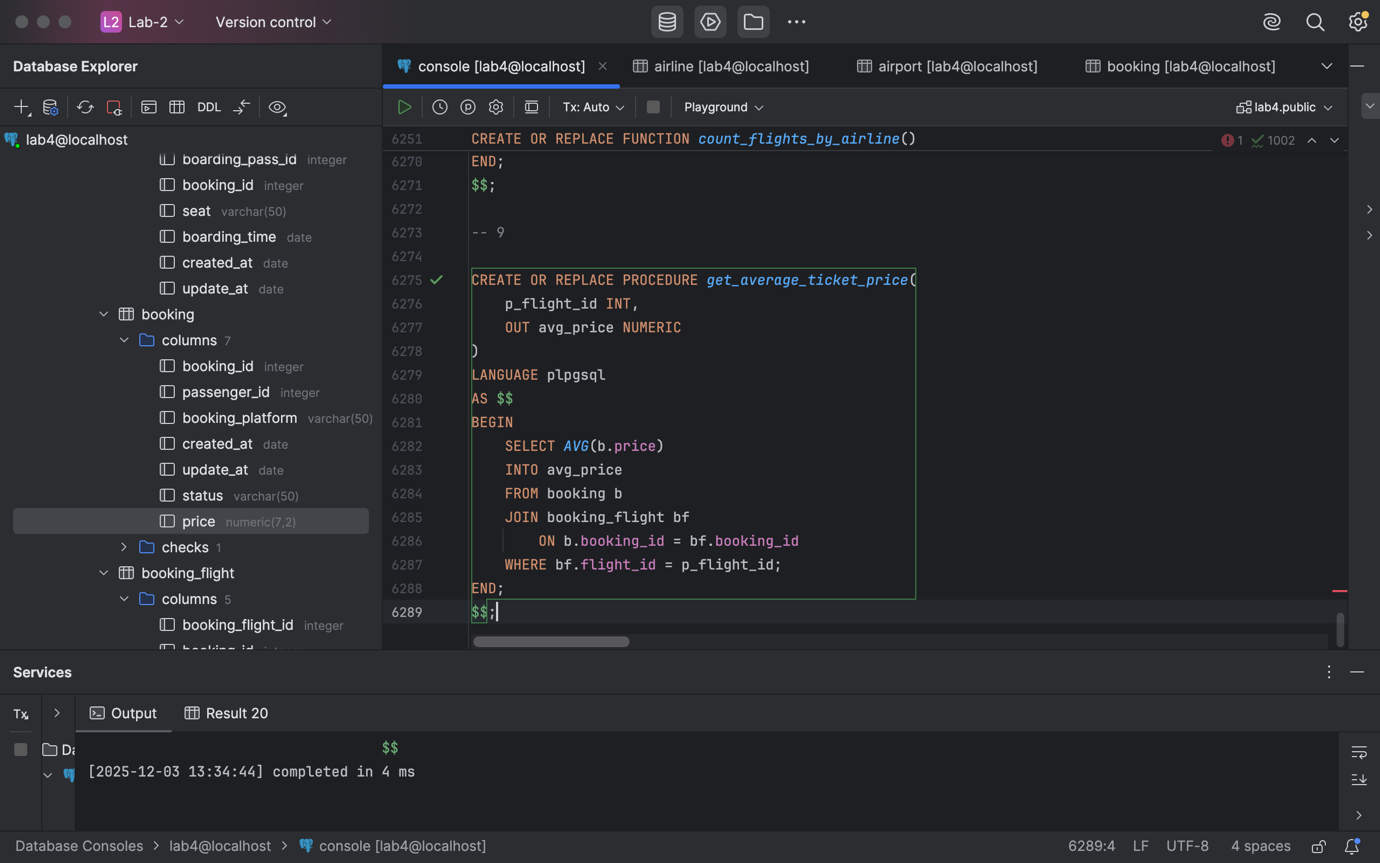 L2 Lab-2 Version control
Database Explorer
console [lab4@localhost] airline [lab4@localhost] airport [lab4@localhost] booking [lab4@localhost]
DDL Tx: Auto Playground lab4.public
lab4@localhost
boarding_pass_id integer
booking_id integer
seat varchar(50)
boarding_time date
created_at date
update_at date
booking
columns 7
booking_id integer
passenger_id integer
booking_platform varchar(50)
created_at date
update_at date
status varchar(50)
price numeric(7,2)
checks 1
booking_flight
columns 5
booking_flight_id integer
1 1002
6251 CREATE OR REPLACE FUNCTION count_flights_by_airline()
6270 END;
6271 $$;
6272
6273 -- 9
6274
6275 CREATE OR REPLACE PROCEDURE get_average_ticket_price(
6276 p_flight_id INT,
6277 OUT avg_price NUMERIC
6278 )
6279 LANGUAGE plpgsql
6280 AS $$
6281 BEGIN
6282 SELECT AVG(b.price)
6283 INTO avg_price
6284 FROM booking b
6285 JOIN booking_flight bf
6286 ON b.booking_id = bf.booking_id
6287 WHERE bf.flight_id = p_flight_id;
6288 END;
6289 $$;
Services
Tx Output Result 20
Da
$$
[2025-12-03 13:34:44] completed in 4 ms
Database Consoles > lab4@localhost > console [lab4@localhost] 6289:4 LF UTF-8 4 spaces